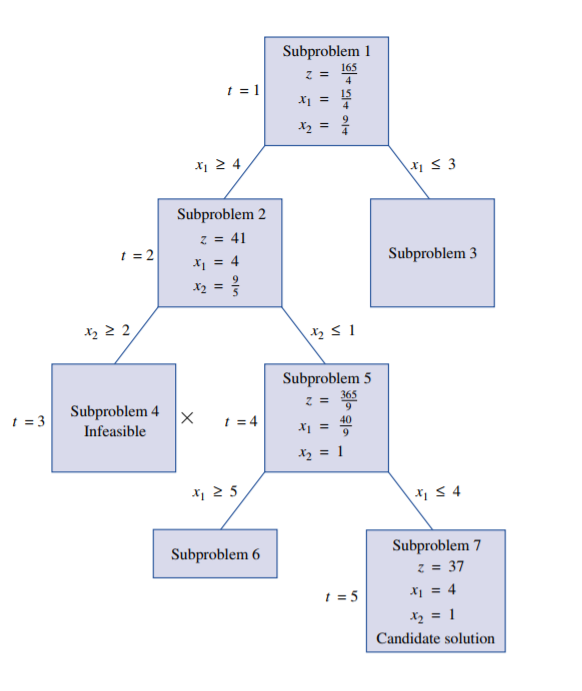 Subproblem 1
z = 165/4
t = 1
x₁ = 15/4
x₂ = 9/4
x₁ ≥ 4
x₁ ≤ 3
Subproblem 2
z = 41
t = 2
x₁ = 4
x₂ = 9/5
Subproblem 3
x₂ ≥ 2
x₂ ≤ 1
t = 3
Subproblem 4
Infeasible
×
t = 4
Subproblem 5
z = 365/9
x₁ = 40/9
x₂ = 1
x₁ ≥ 5
x₁ ≤ 4
Subproblem 6
t = 5
Subproblem 7
z = 37
x₁ = 4
x₂ = 1
Candidate solution